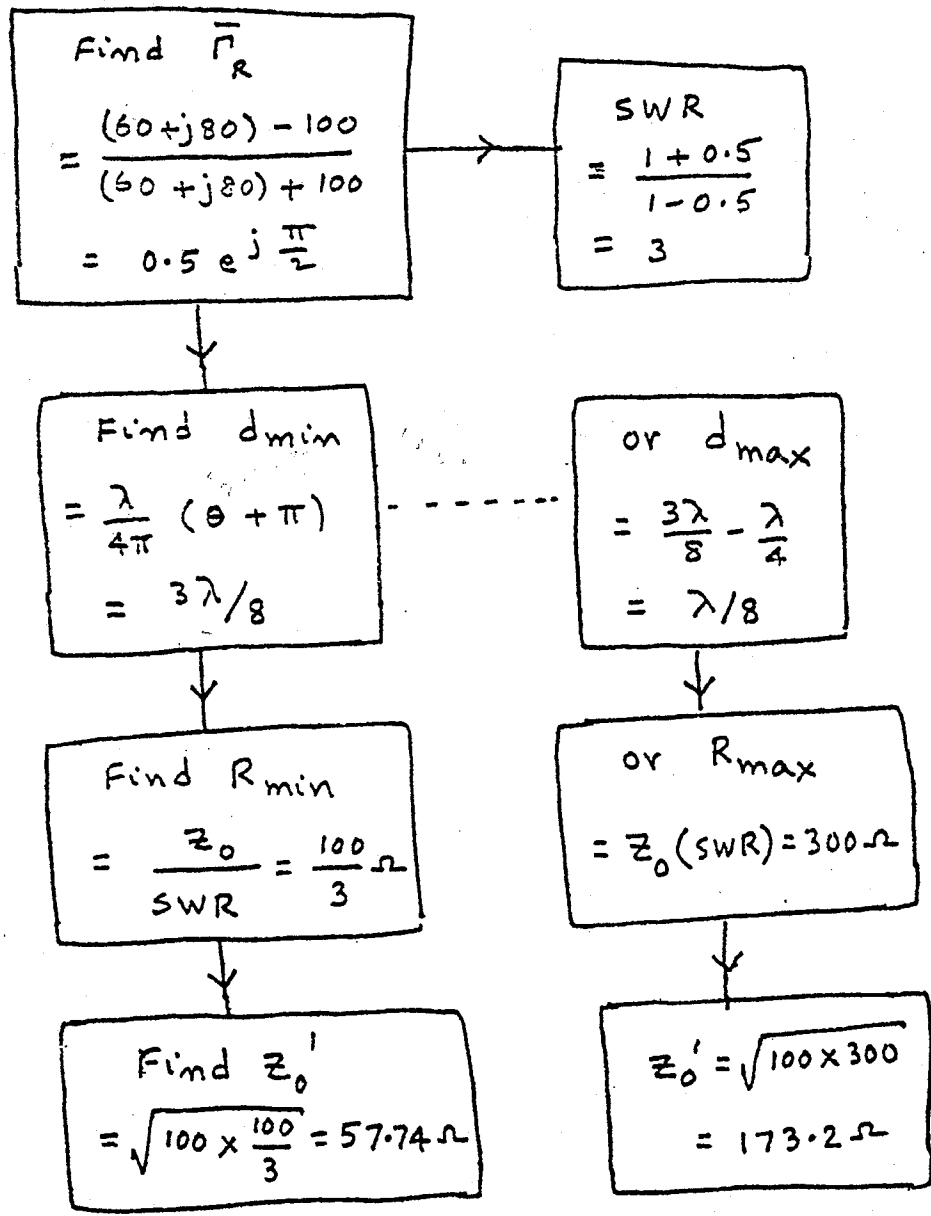 Find Γ̄_R
= ((60+j80) - 100) / ((60+j80) + 100)
= 0.5 e^(j π/2)
SWR
= (1+0.5) / (1-0.5)
= 3
Find d_min
= λ/4π (θ + π)
= 3λ/8
or d_max
= 3λ/8 - λ/4
= λ/8
Find R_min
= Z_0/SWR = 100/3 Ω
or R_max
= Z_0 (SWR) = 300 Ω
Find Z_0'
= √(100 × 100/3) = 57.74 Ω
Z_0' = √(100 × 300)
= 173.2 Ω